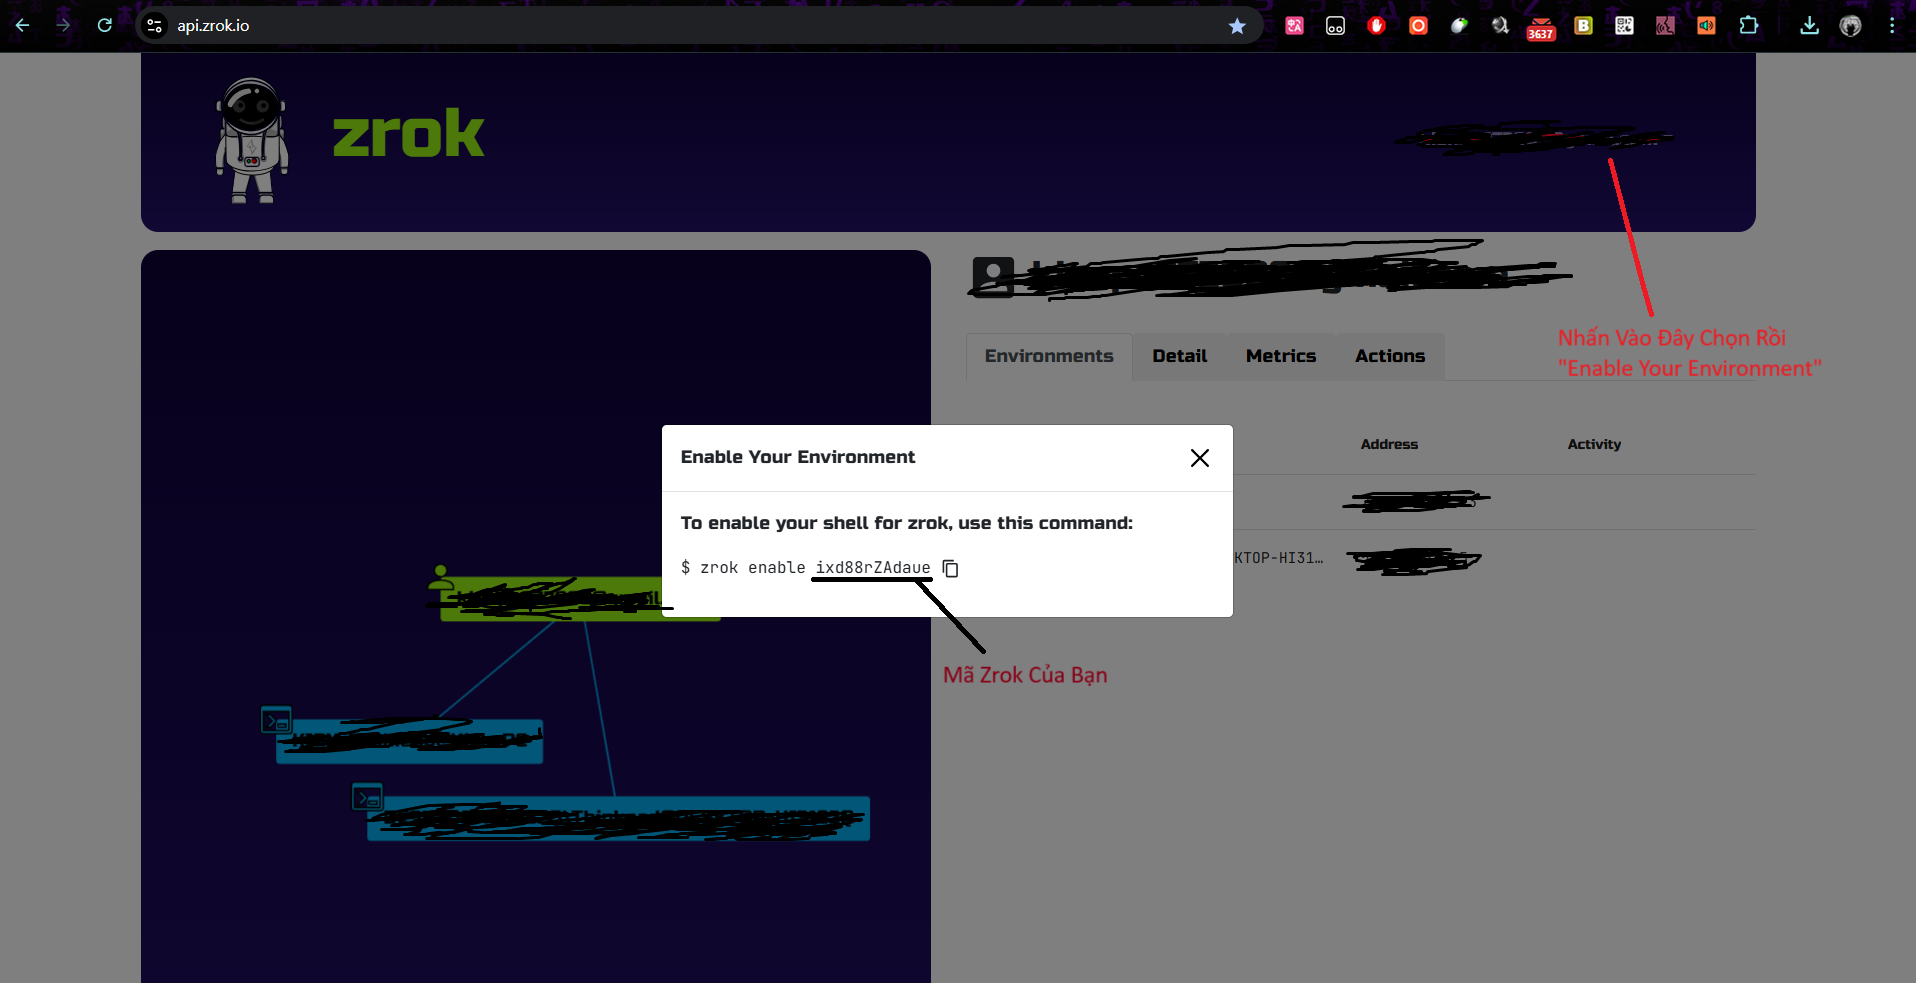 api.zrok.io
3637
zrok
Nhấn Vào Đây Chọn Rồi
"Enable Your Environment"
Environments
Detail
Metrics
Actions
Address
Activity
KTOP-HI31...
Enable Your Environment
To enable your shell for zrok, use this command:
$ zrok enable ixd88rZAdaue
Mã Zrok Của Bạn